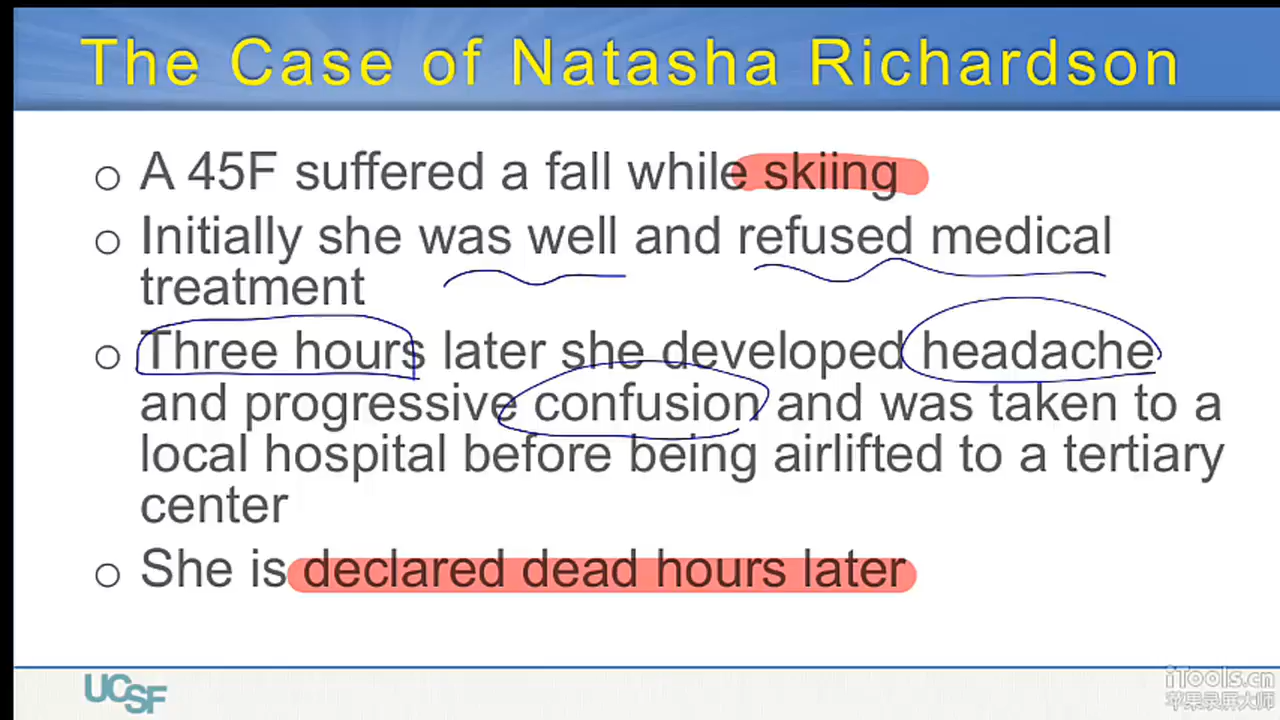 The Case of Natasha Richardson
o A 45F suffered a fall while skiing
o Initially she was well and refused medical
treatment
o Three hours later she developed headache
and progressive confusion and was taken to a
local hospital before being airlifted to a tertiary
center
o She is declared dead hours later
UCSF
iTools.cn
苹果录屏大师